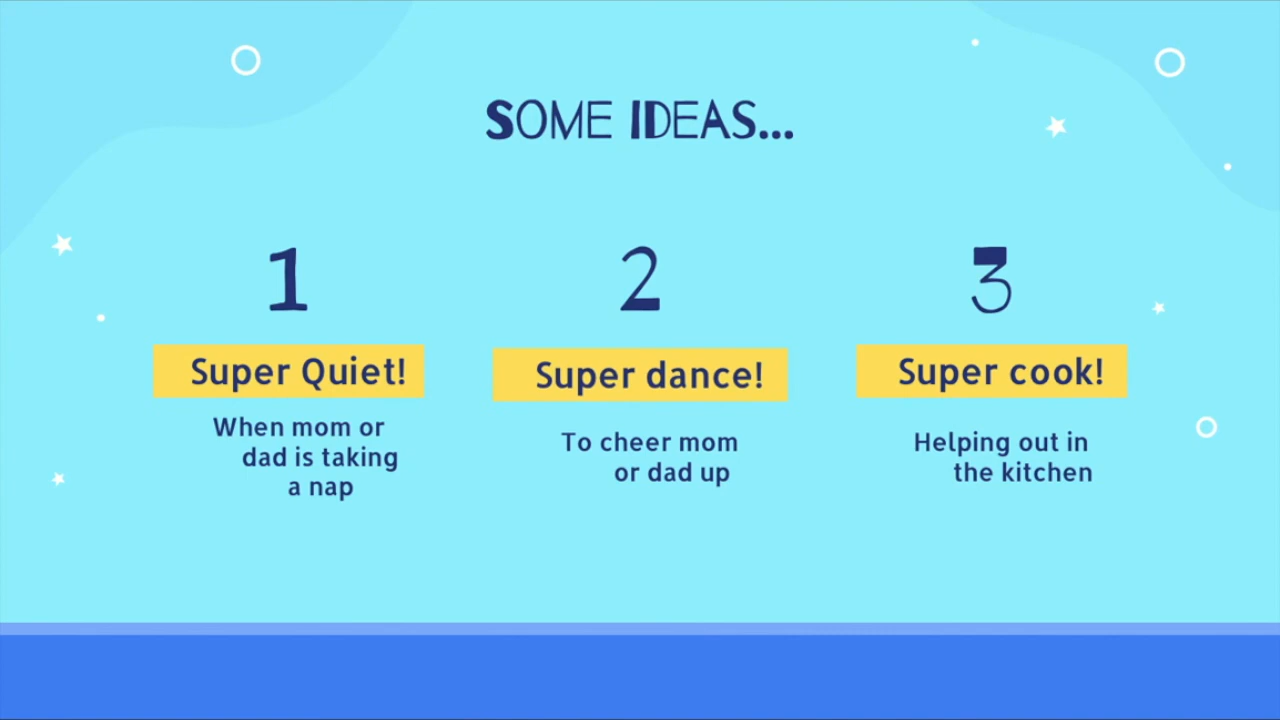 SOME IDEAS...
1
Super Quiet!
When mom or
dad is taking
a nap
2
Super dance!
To cheer mom
or dad up
3
Super cook!
Helping out in
the kitchen